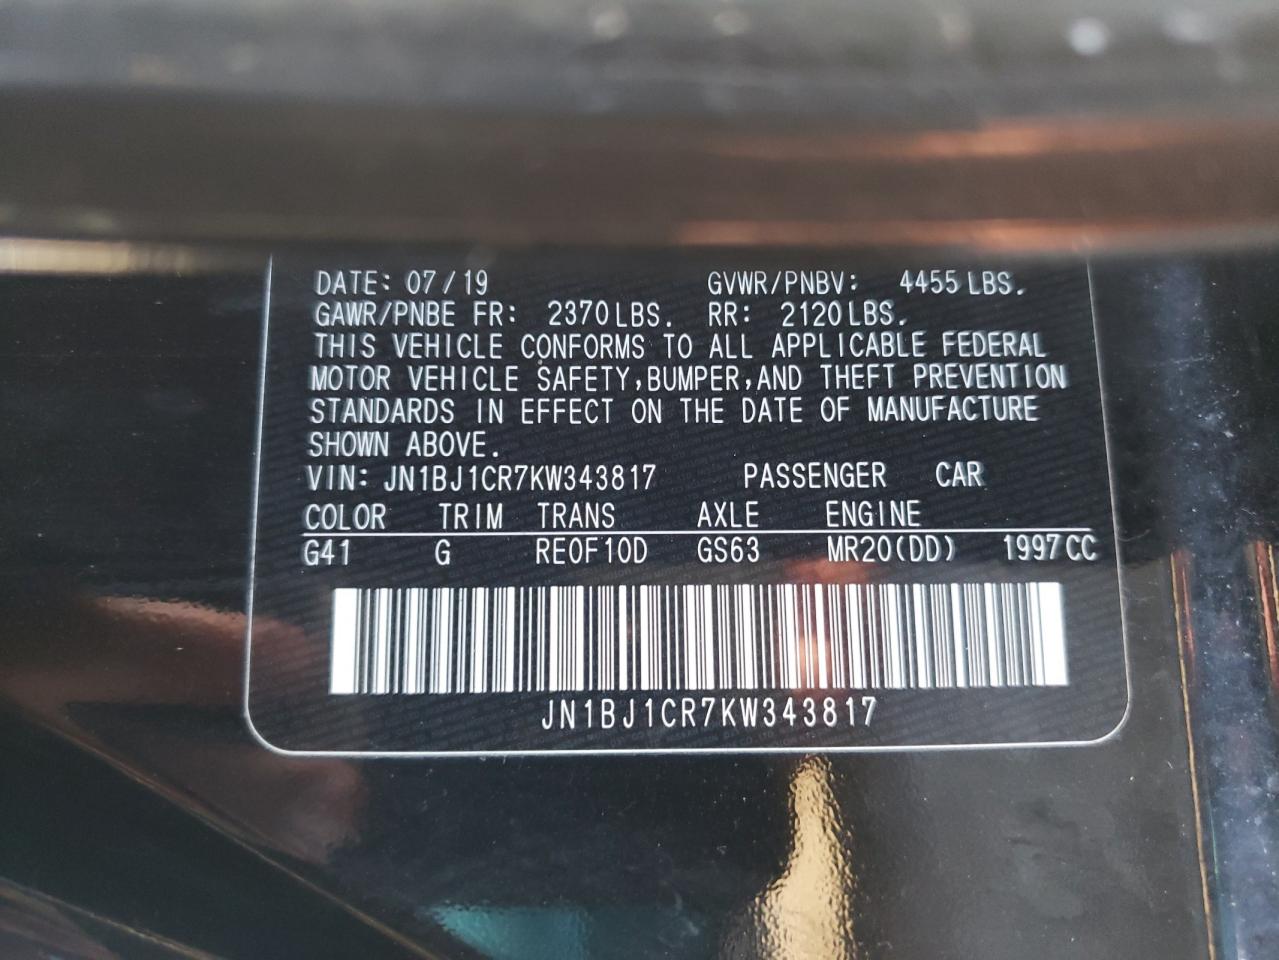 DATE: 07/19 GVWR/PNBV: 4455 LBS.
GAWR/PNBE FR: 2370 LBS. RR: 2120 LBS.
THIS VEHICLE CONFORMS TO ALL APPLICABLE FEDERAL
MOTOR VEHICLE SAFETY, BUMPER, AND THEFT PREVENTION
STANDARDS IN EFFECT ON THE DATE OF MANUFACTURE
SHOWN ABOVE.
VIN: JN1BJ1CR7KW343817 PASSENGER CAR
COLOR TRIM TRANS AXLE ENGINE
G41 G RE0F10D GS63 MR20(DD) 1997 CC
JN1BJ1CR7KW343817